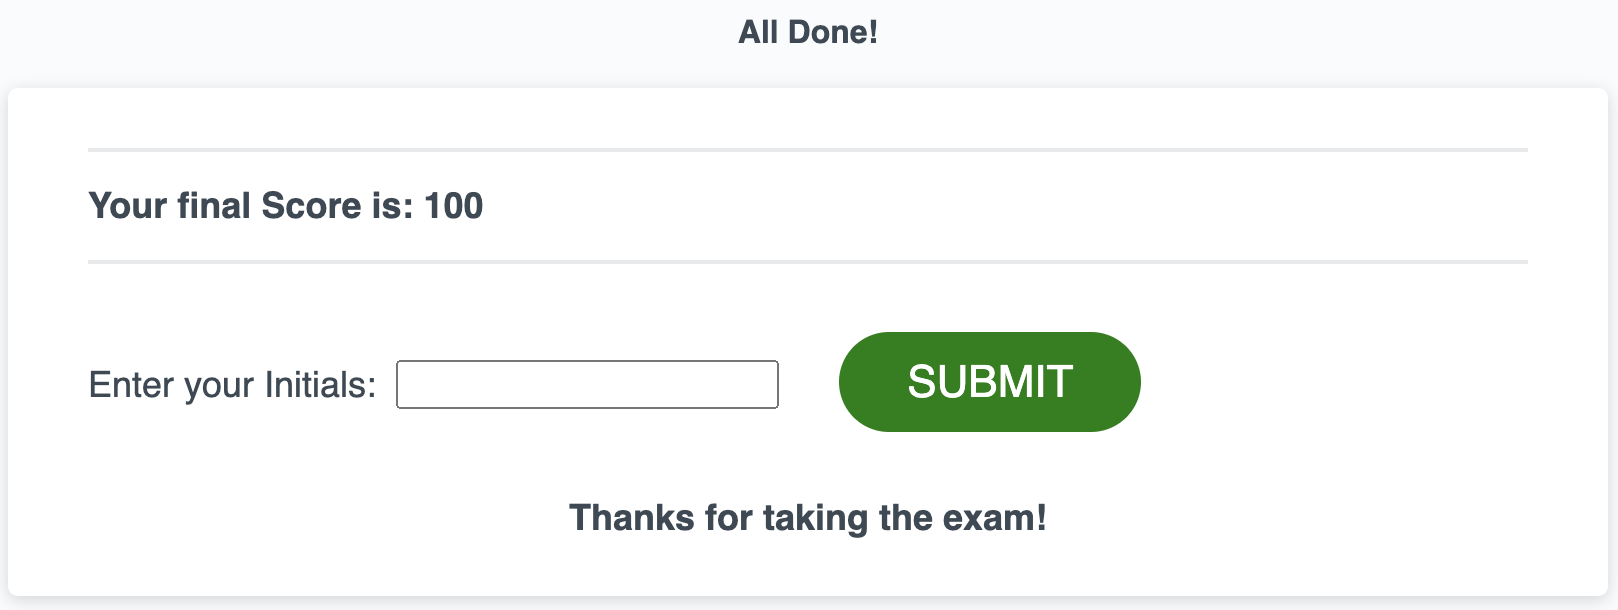 All Done!
Your final Score is: 100
Enter your Initials:
SUBMIT
Thanks for taking the exam!